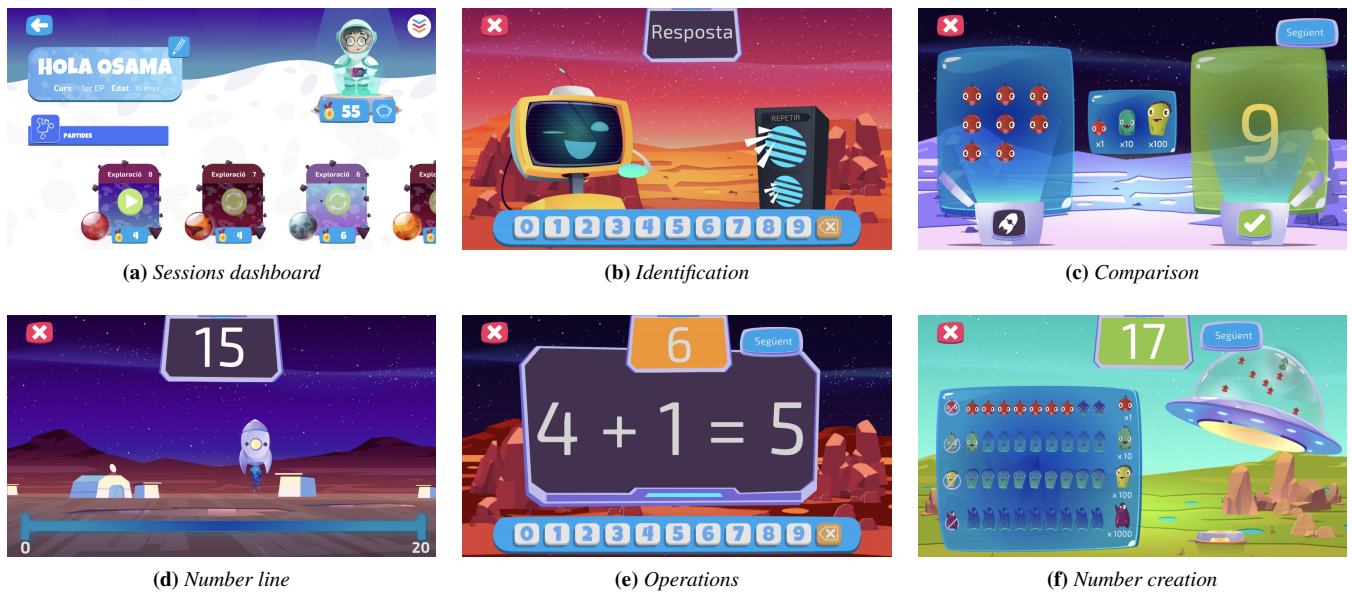 HOLA OSAMA
Curs 1er EP Edat 10 anys
55
PARTIDES
Exploració 8
Exploració 7
Exploració 6
4
4
6
(a) Sessions dashboard
Resposta
REPETIR
0 1 2 3 4 5 6 7 8 9
(b) Identification
Següent
x1 x10 x100
9
(c) Comparison
15
0 20
(d) Number line
6
Següent
4 + 1 = 5
0 1 2 3 4 5 6 7 8 9
(e) Operations
17
Següent
x1
x 10
x 100
x 1000
(f) Number creation